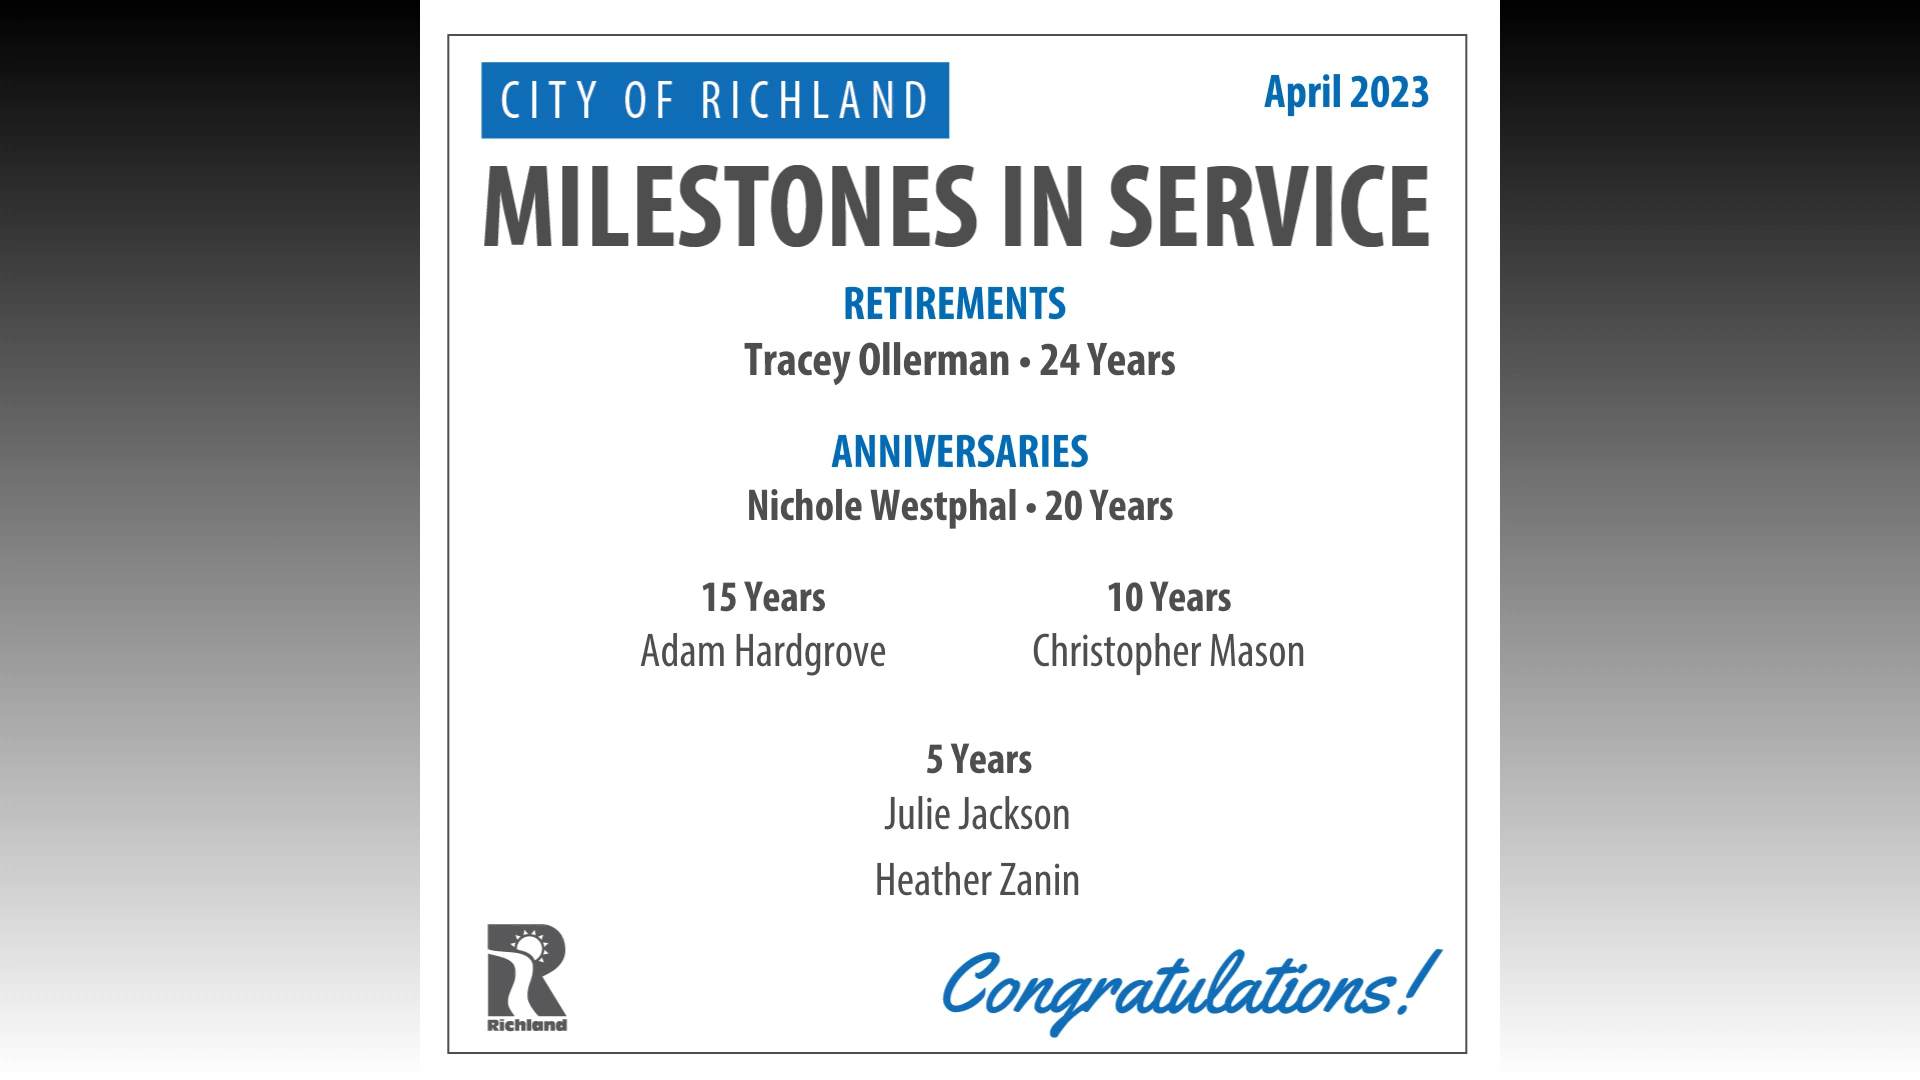 CITY OF RICHLAND
April 2023
MILESTONES IN SERVICE
RETIREMENTS
Tracey Ollerman • 24 Years
ANNIVERSARIES
Nichole Westphal • 20 Years
15 Years
Adam Hardgrove
10 Years
Christopher Mason
5 Years
Julie Jackson
Heather Zanin
Richland
Congratulations!